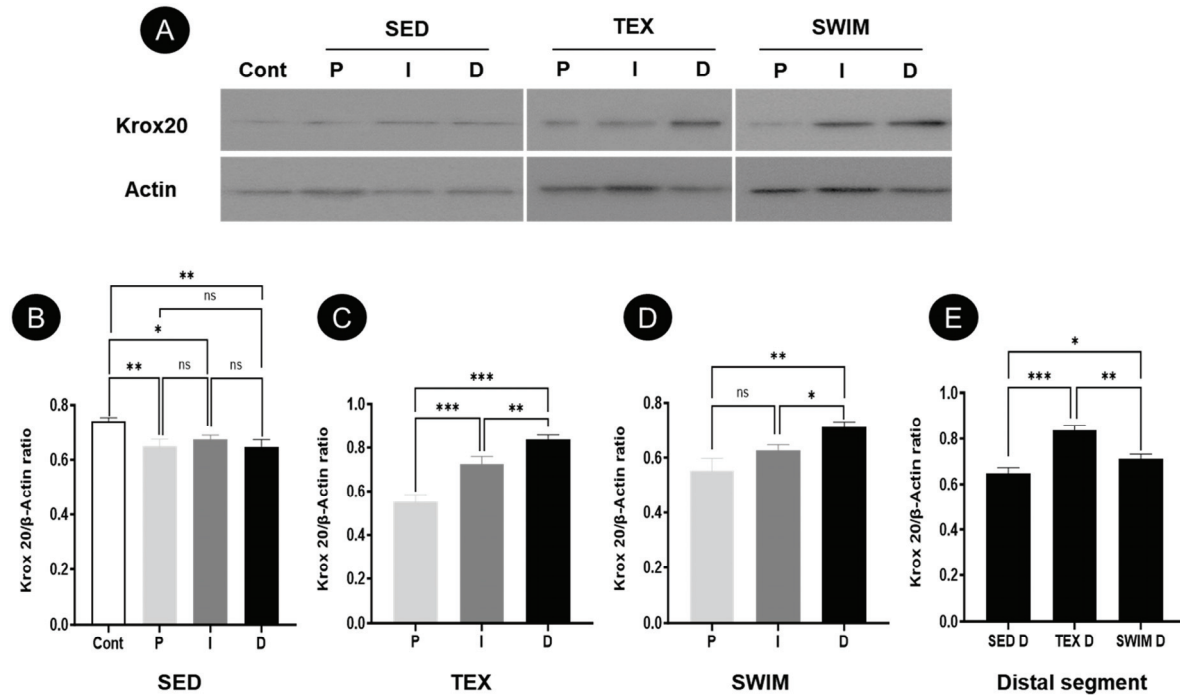 A
SED TEX SWIM
Cont P I D P I D P I D
Krox20
Actin
B
** 
ns
*
** ns ns
Krox 20/β-Actin ratio
0.8
0.6
0.4
0.2
0.0
Cont P I D
SED
C
***
*** **
Krox 20/β-Actin ratio
1.0
0.8
0.6
0.4
0.2
0.0
P I D
TEX
D
**
ns *
Krox 20/β-Actin ratio
0.8
0.6
0.4
0.2
0.0
P I D
SWIM
E
*
*** **
Krox 20/β-Actin ratio
1.0
0.8
0.6
0.4
0.2
0.0
SED D TEX D SWIM D
Distal segment